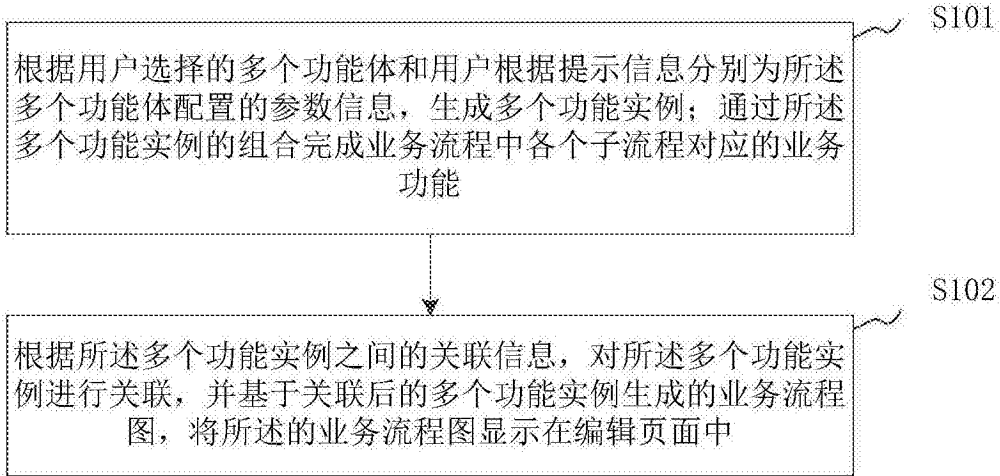 S101
根据用户选择的多个功能体和用户根据提示信息分别为所述
多个功能体配置的参数信息，生成多个功能实例；通过所述
多个功能实例的组合完成业务流程中各个子流程对应的业务
功能
S102
根据所述多个功能实例之间的关联信息，对所述多个功能实
例进行关联，并基于关联后的多个功能实例生成的业务流程
图，将所述的业务流程图显示在编辑页面中